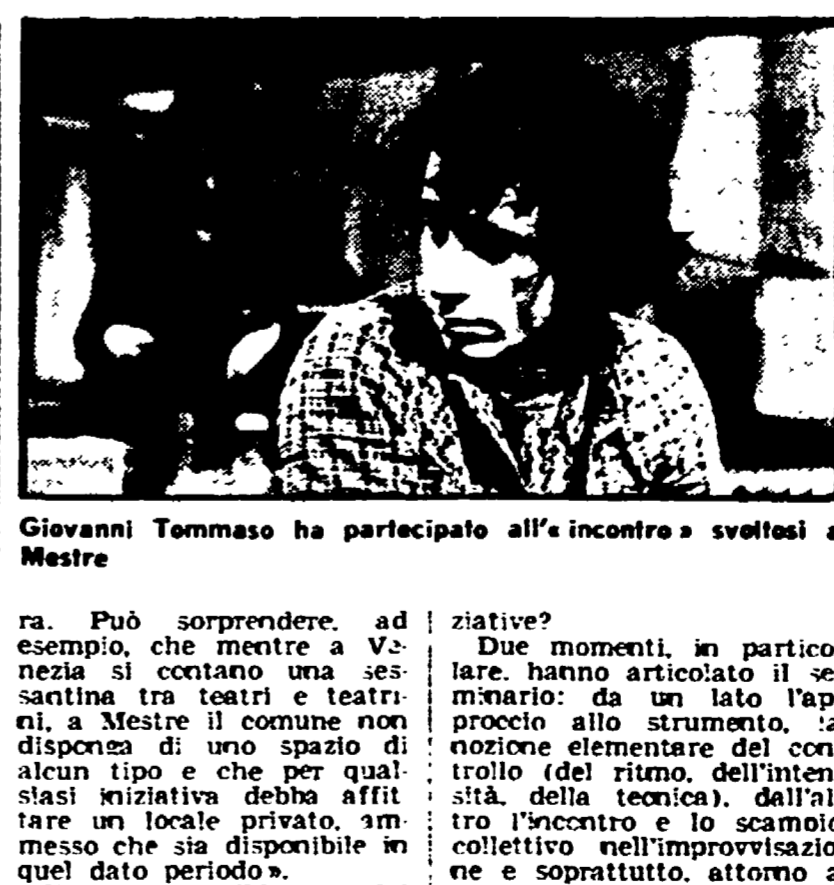 Giovanni Tommaso ha partecipato all'« incontro » svoltosi a
Mestre
ra. Può sorprendere, ad
esempio, che mentre a Ve-
nezia si contano una ses-
santina tra teatri e teatri-
ni, a Mestre il comune non
disponga di uno spazio di
alcun tipo e che per qual-
siasi iniziativa debba affit
tare un locale privato, am-
messo che sia disponibile in
quel dato periodo».
ziative?
Due momenti, in partico
lare, hanno articolato il se
minario: da un lato l'ap
proccio allo strumento, la
nozione elementare del con
trollo (del ritmo, dell'inten
sità, della tecnica), dall'al
tro l'incontro e lo scambio
collettivo nell'improvvisazio
ne e soprattutto, attorno a